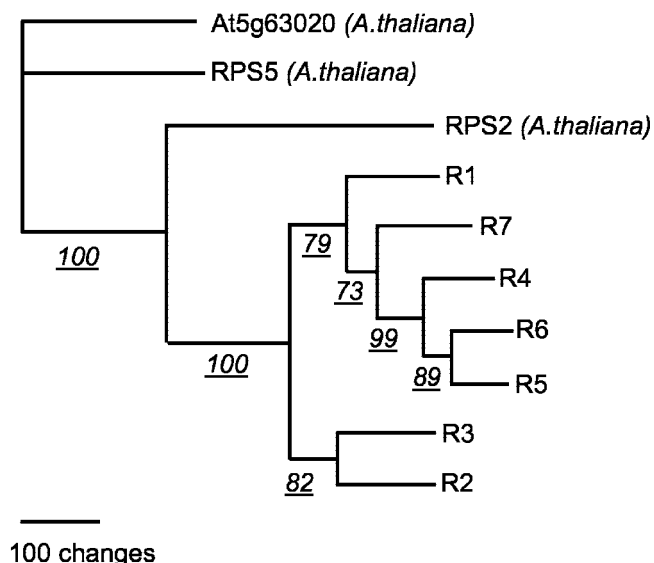 At5g63020 (A.thaliana)
RPS5 (A.thaliana)
RPS2 (A.thaliana)
R1
R7
79
100
73
R4
99
R6
100
89
R5
R3
82
R2
100 changes